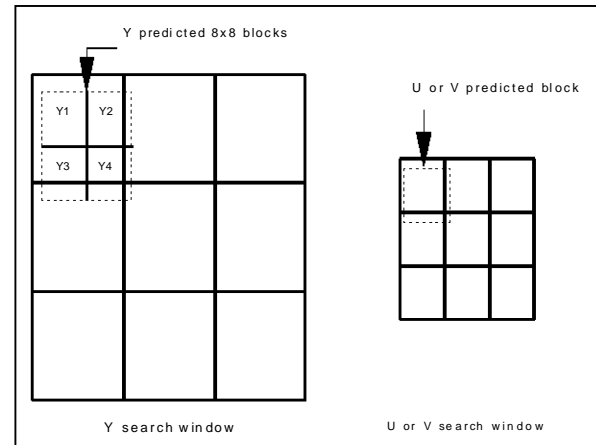 Y predicted 8x8 blocks
U or V predicted block
Y1 Y2
Y3 Y4
Y search window
U or V search window